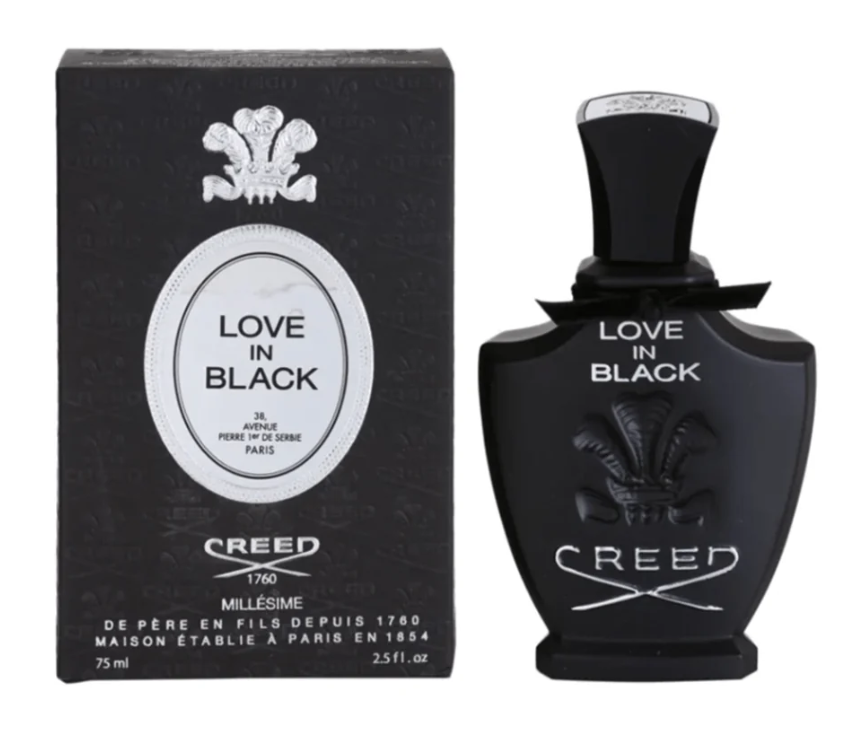 LOVE
IN
BLACK
38,
AVENUE
PIERRE 1er DE SERBIE
PARIS
CREED
1760
MILLÉSIME
DE PÈRE EN FILS DEPUIS 1760
MAISON ÉTABLIE À PARIS EN 1854
75 ml
2.5 fl. oz
LOVE
IN
BLACK
CREED